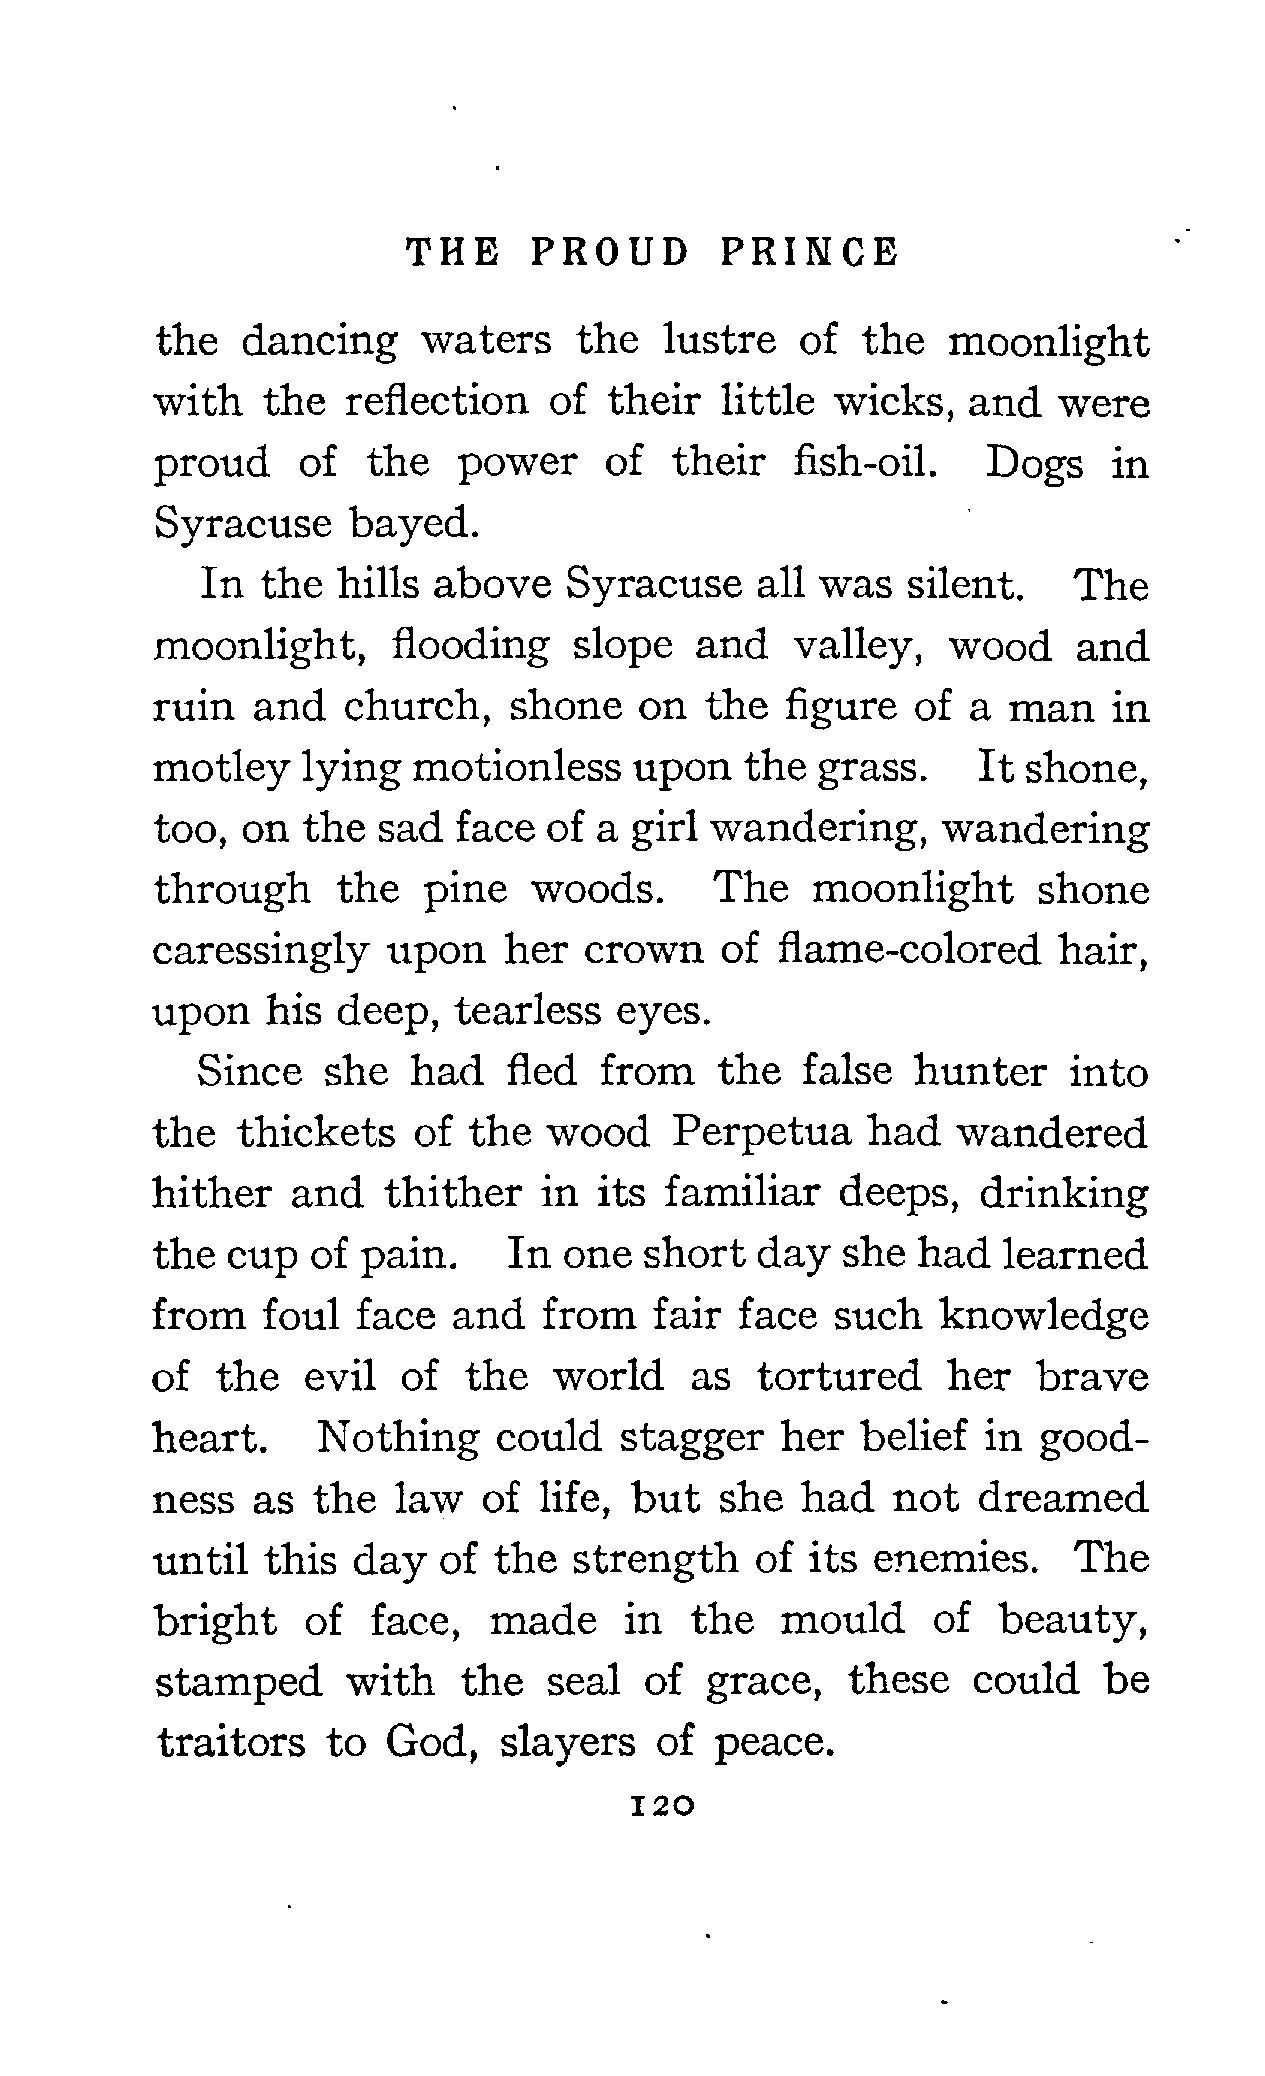 THE PROUD PRINCE
the dancing waters the lustre of the moonlight
with the reflection of their little wicks, and were
proud of the power of their fish-oil. Dogs in
Syracuse bayed.
In the hills above Syracuse all was silent. The
moonlight, flooding slope and valley, wood and
ruin and church, shone on the figure of a man in
motley lying motionless upon the grass. It shone,
too, on the sad face of a girl wandering, wandering
through the pine woods. The moonlight shone
caressingly upon her crown of flame-colored hair,
upon his deep, tearless eyes.
Since she had fled from the false hunter into
the thickets of the wood Perpetua had wandered
hither and thither in its familiar deeps, drinking
the cup of pain. In one short day she had learned
from foul face and from fair face such knowledge
of the evil of the world as tortured her brave
heart. Nothing could stagger her belief in good-
ness as the law of life, but she had not dreamed
until this day of the strength of its enemies. The
bright of face, made in the mould of beauty,
stamped with the seal of grace, these could be
traitors to God, slayers of peace.
120